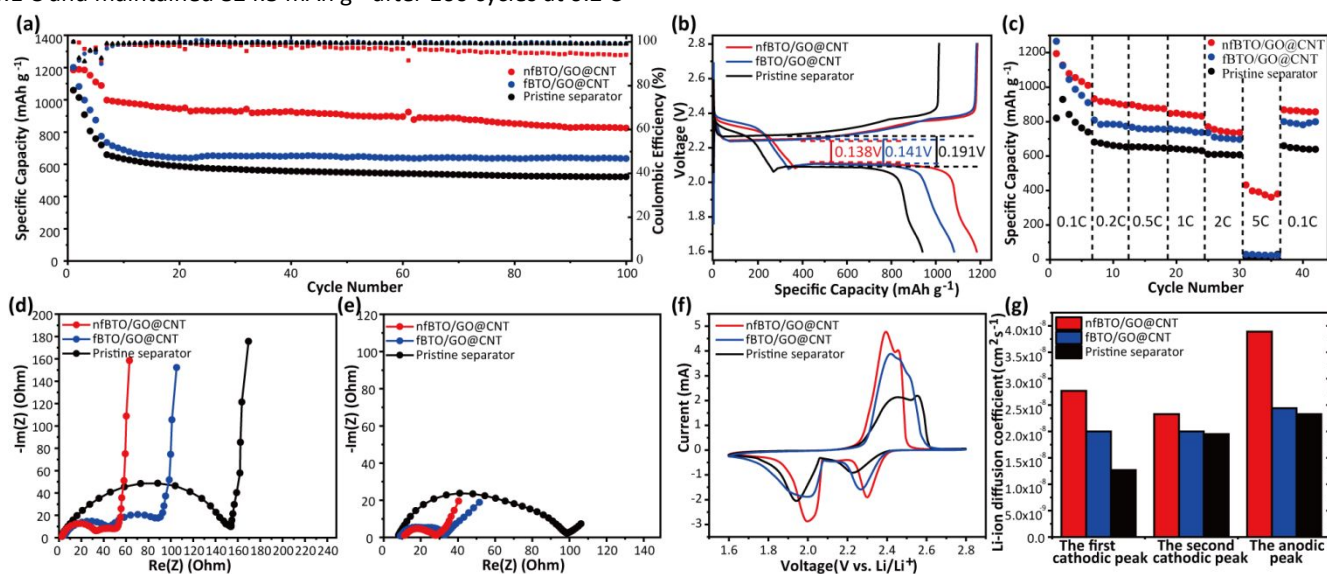 (a)
1400
1200
1000
800
600
400
200
0
Specific Capacity (mAh g⁻¹)
100
80
60
40
20
0
Coulombic Efficiency (%)
nfBTO/GO@CNT
fBTO/GO@CNT
Pristine separator
0 20 40 60 80 100
Cycle Number
(b)
2.8
2.6
2.4
2.2
2.0
1.8
1.6
Voltage (V)
nfBTO/GO@CNT
fBTO/GO@CNT
Pristine separator
0.138V 0.141V 0.191V
0 200 400 600 800 1000 1200
Specific Capacity (mAh g⁻¹)
(c)
1200
1000
800
600
400
200
0
Specific Capacity (mAh g⁻¹)
nfBTO/GO@CNT
fBTO/GO@CNT
Pristine separator
0.1C 0.2C 0.5C 1C 2C 5C 0.1C
0 10 20 30 40
Cycle Number
(d)
200
180
160
140
120
100
80
60
40
20
0
-Im(Z) (Ohm)
nfBTO/GO@CNT
fBTO/GO@CNT
Pristine separator
0 20 40 60 80 100 120 140 160 180 200 220 240
Re(Z) (Ohm)
(e)
120
100
80
60
40
20
0
-Im(Z) (Ohm)
nfBTO/GO@CNT
fBTO/GO@CNT
Pristine separator
0 20 40 60 80 100 120 140
Re(Z) (Ohm)
(f)
5
4
3
2
1
0
-1
-2
-3
Current (mA)
nfBTO/GO@CNT
fBTO/GO@CNT
Pristine separator
1.6 1.8 2.0 2.2 2.4 2.6 2.8
Voltage(V vs. Li/Li⁺)
(g)
4.0x10⁻⁸
3.5x10⁻⁸
3.0x10⁻⁸
2.5x10⁻⁸
2.0x10⁻⁸
1.5x10⁻⁸
1.0x10⁻⁸
5.0x10⁻⁹
0.0
Li-ion diffusion coefficient (cm² s⁻¹)
nfBTO/GO@CNT
fBTO/GO@CNT
Pristine separator
The first
cathodic peak
The second
cathodic peak
The anodic
peak